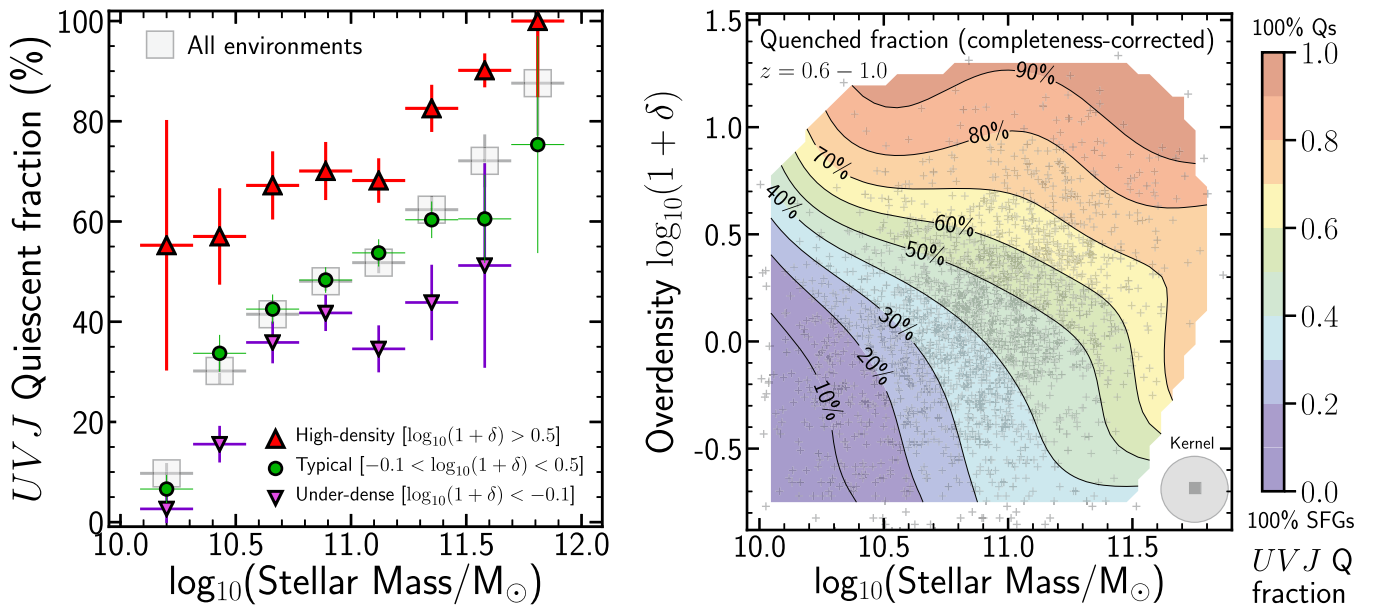 UVJ Quiescent fraction (%)
100
80
60
40
20
0
All environments
High-density [log₁₀(1 + δ) > 0.5]
Typical [−0.1 < log₁₀(1 + δ) < 0.5]
Under-dense [log₁₀(1 + δ) < −0.1]
10.0 10.5 11.0 11.5 12.0
log₁₀(Stellar Mass/M☉)
Overdensity log₁₀(1 + δ)
1.5
1.0
0.5
0.0
-0.5
Quenched fraction (completeness-corrected)
z = 0.6 − 1.0
90%
80%
70%
60%
50%
40%
30%
20%
10%
Kernel
10.0 10.5 11.0 11.5
log₁₀(Stellar Mass/M☉)
100% Qs
1.0
0.8
0.6
0.4
0.2
0.0
100% SFGs
UVJ Q
fraction